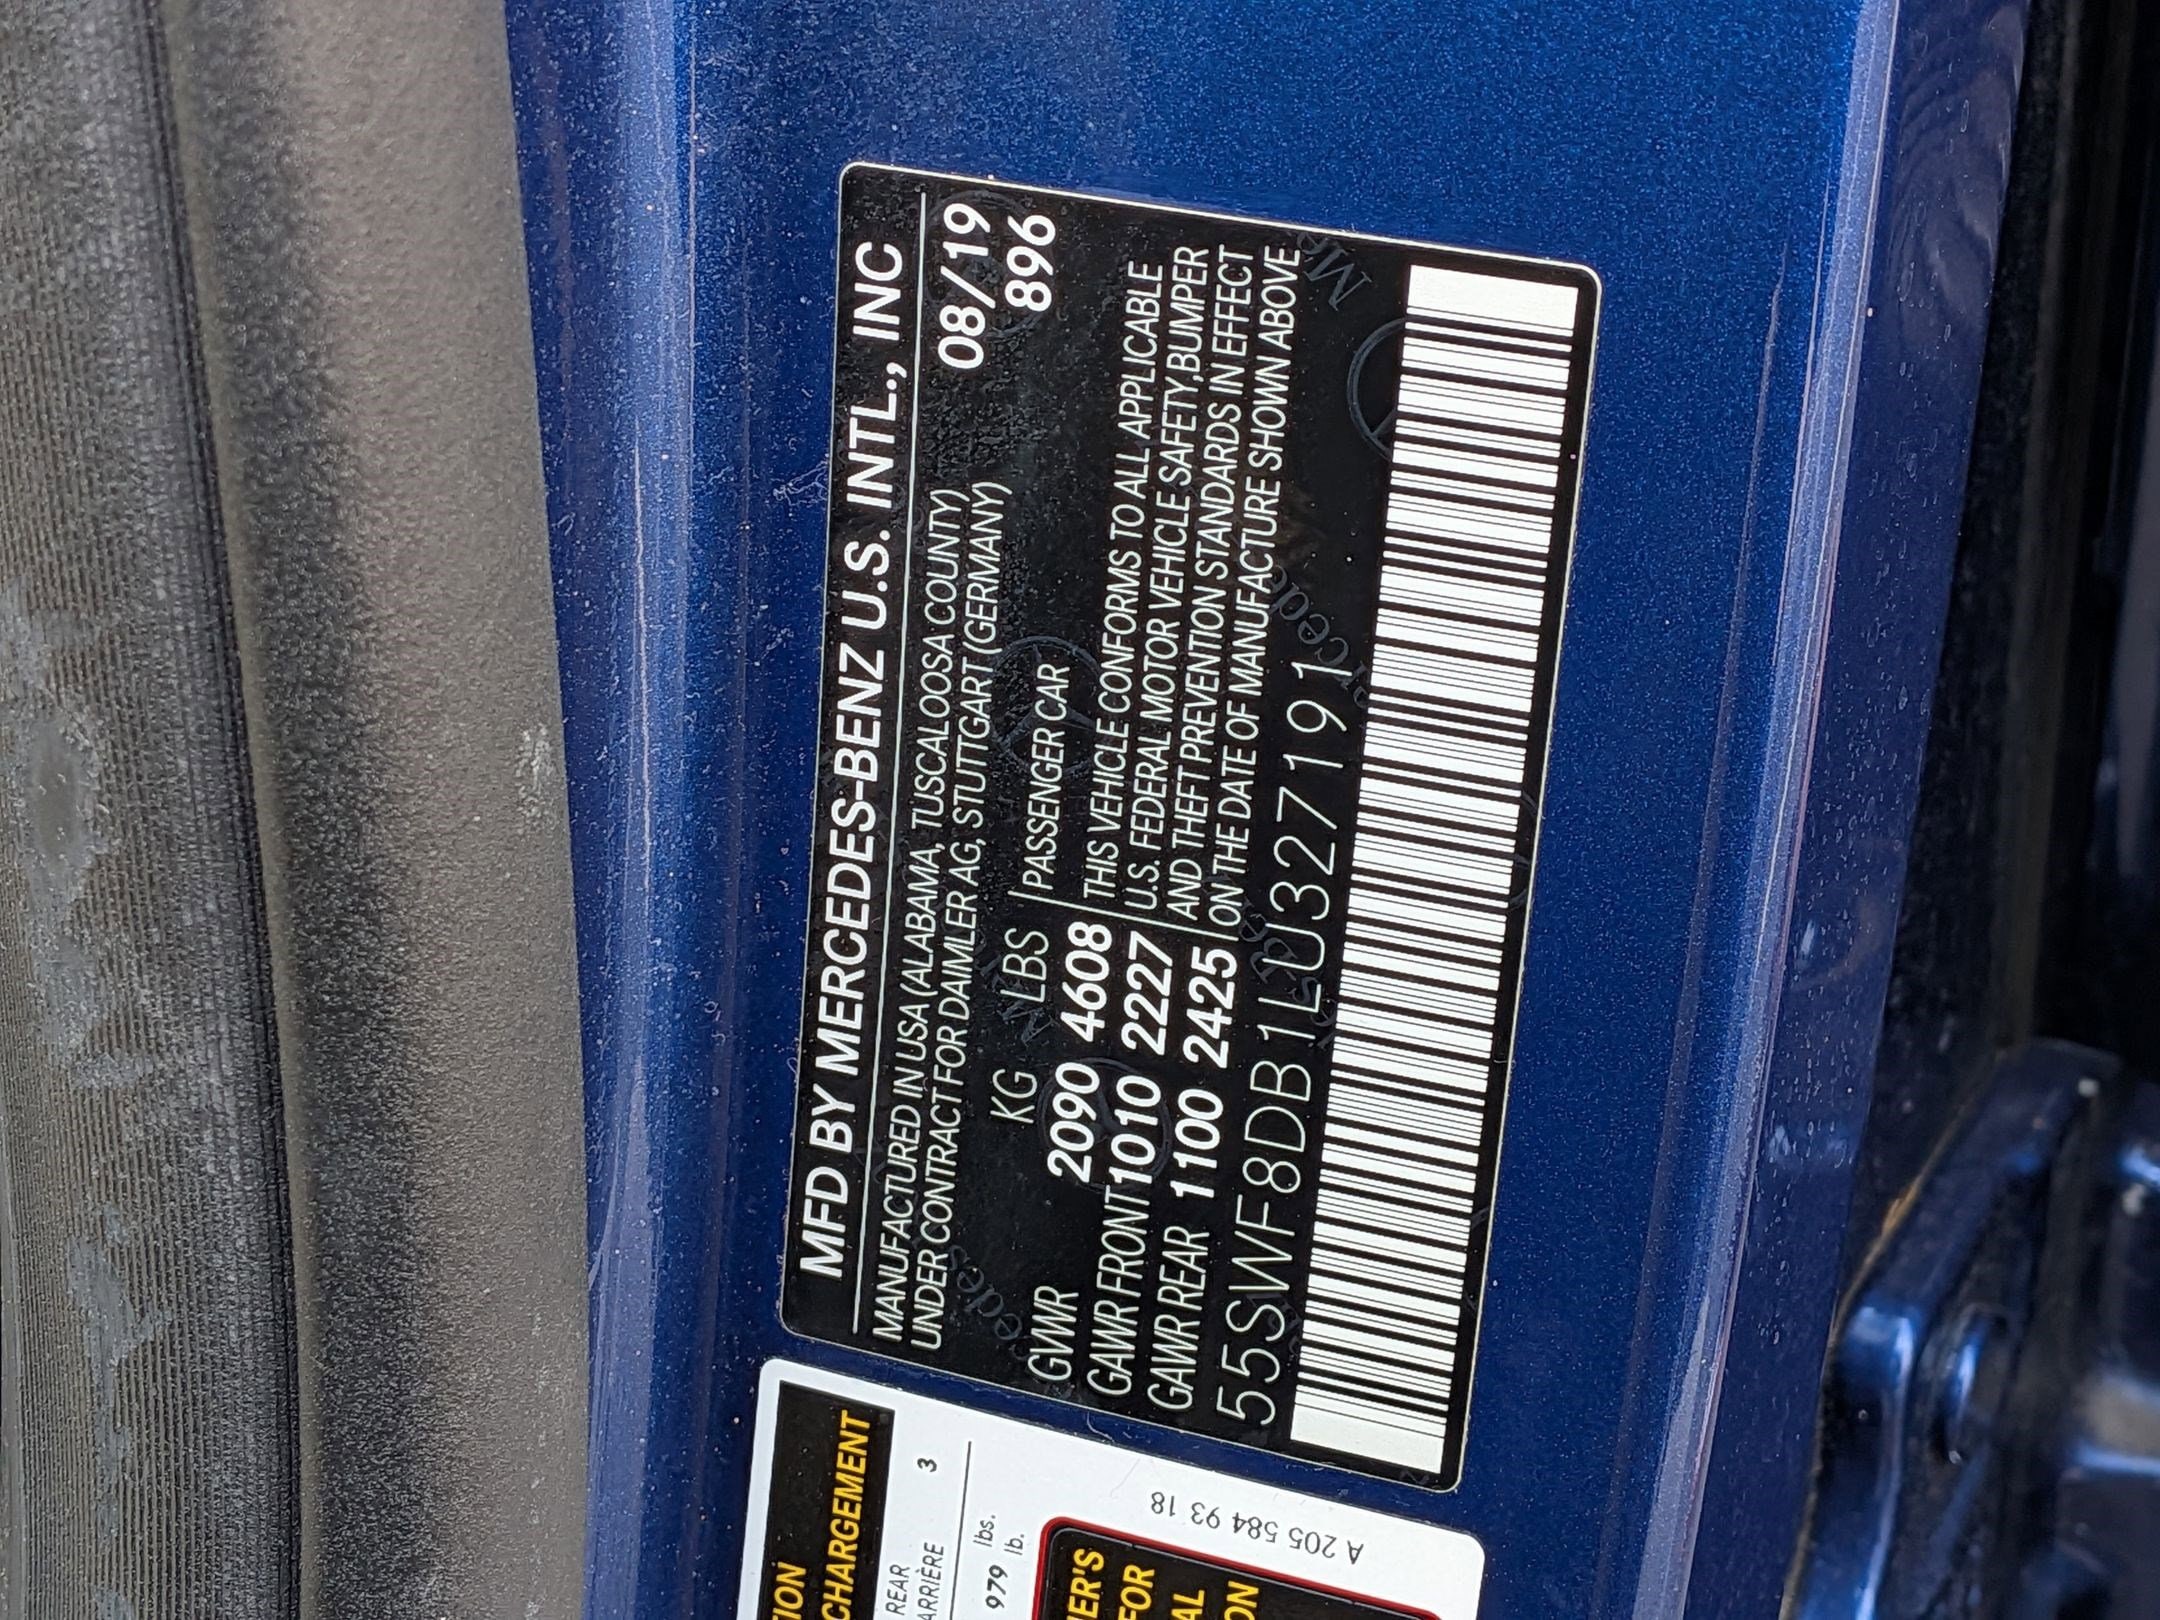 MFD BY MERCEDES-BENZ U.S. INTL., INC
MANUFACTURED IN USA (ALABAMA, TUSCALOOSA COUNTY) 08/19
UNDER CONTRACT FOR DAIMLER AG, STUTTGART (GERMANY) 896
KG LBS PASSENGER CAR
GVWR 2090 4608
GAWR FRONT 1010 2227
GAWR REAR 1100 2425
THIS VEHICLE CONFORMS TO ALL APPLICABLE
U.S. FEDERAL MOTOR VEHICLE SAFETY,BUMPER
AND THEFT PREVENTION STANDARDS IN EFFECT
ON THE DATE OF MANUFACTURE SHOWN ABOVE
55SWF8DB1LU327191
CHARGEMENT
REAR
ARRIÈRE 3
979 lbs.
lb.
A 205 584 93 18
FOR